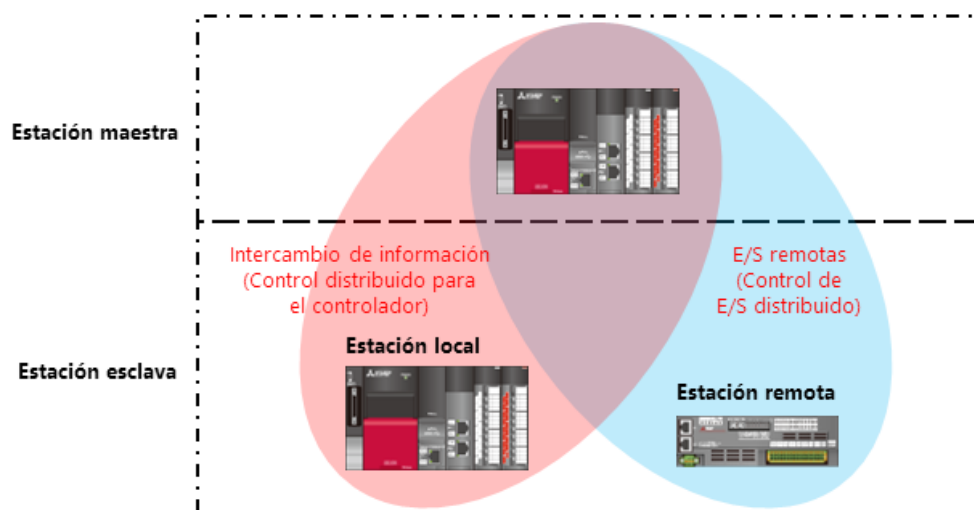 Estación maestra
Intercambio de información
(Control distribuido para
el controlador)
E/S remotas
(Control de
E/S distribuido)
Estación esclava
Estación local
Estación remota